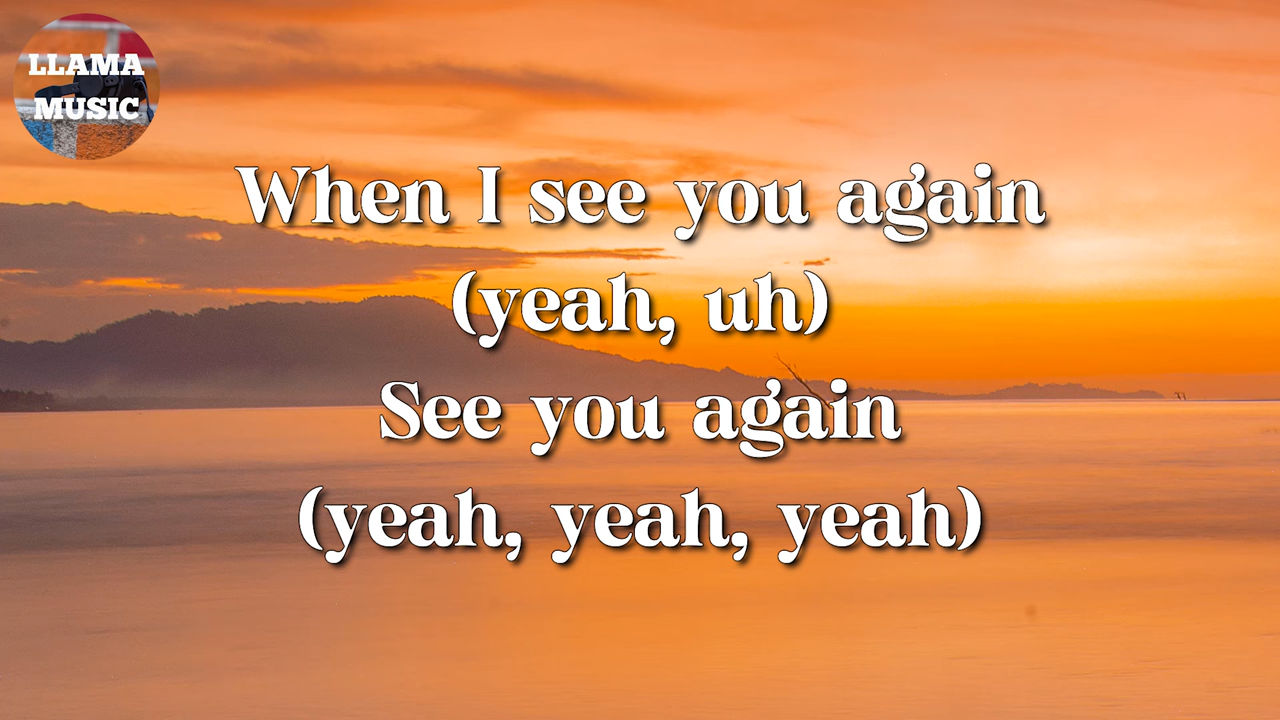 LLAMA
MUSIC
When I see you again
(yeah, uh)
See you again
(yeah, yeah, yeah)